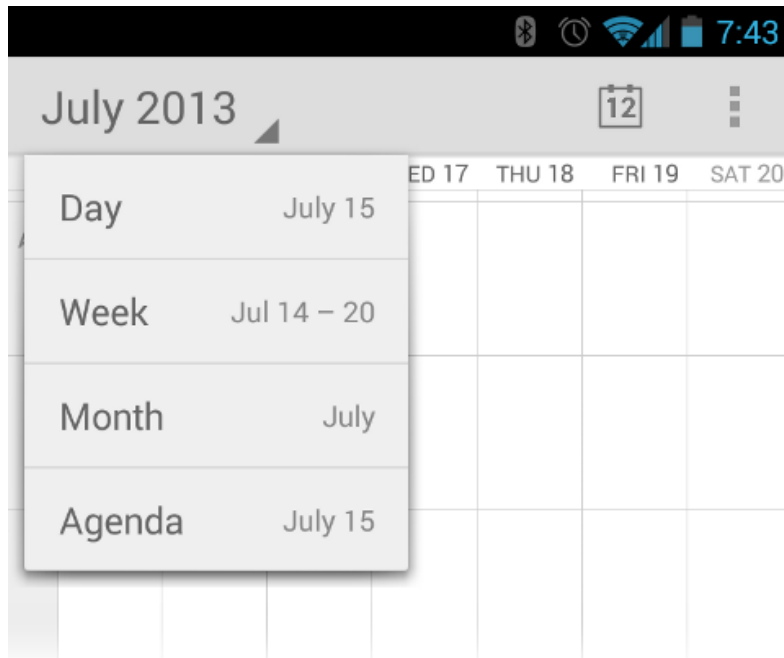 7:43
July 2013 12
ED 17 THU 18 FRI 19 SAT 20
Day July 15
Week Jul 14 – 20
Month July
Agenda July 15